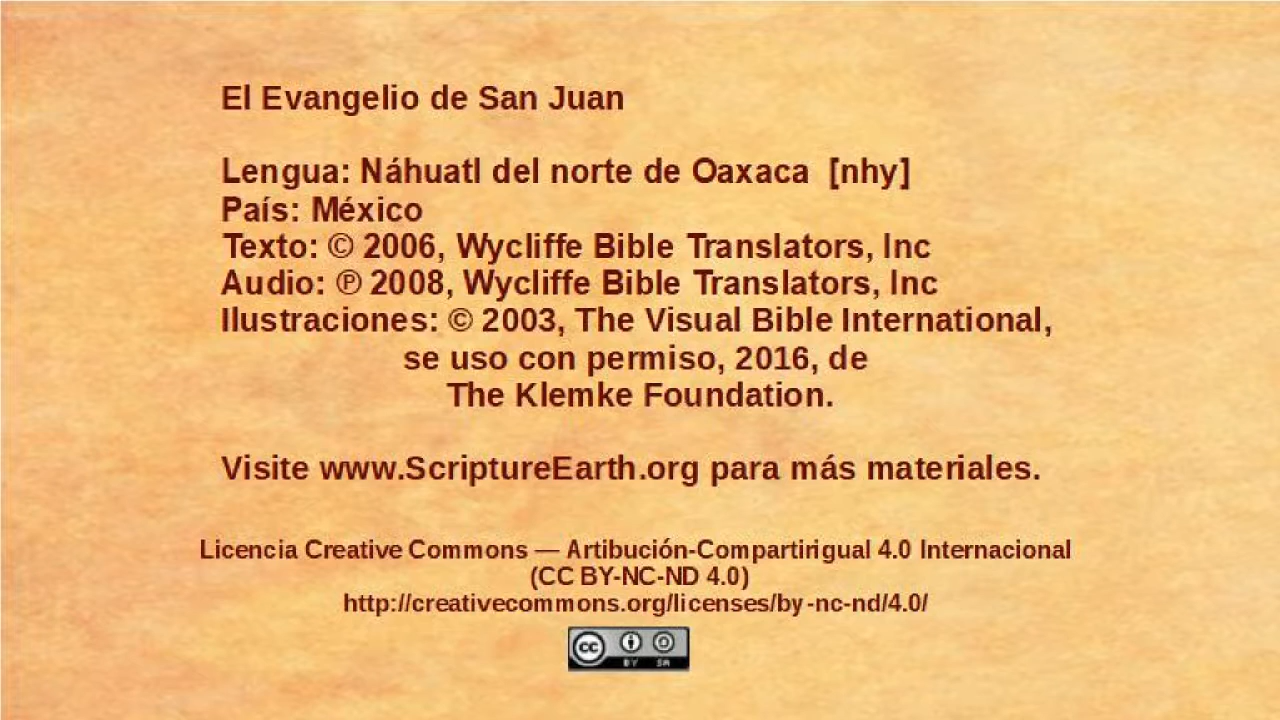 El Evangelio de San Juan
Lengua: Náhuatl del norte de Oaxaca [nhy]
País: México
Texto: © 2006, Wycliffe Bible Translators, Inc
Audio: ℗ 2008, Wycliffe Bible Translators, Inc
Ilustraciones: © 2003, The Visual Bible International,
se uso con permiso, 2016, de
The Klemke Foundation.
Visite www.ScriptureEarth.org para más materiales.
Licencia Creative Commons — Artibución-Compartirigual 4.0 Internacional
(CC BY-NC-ND 4.0)
http://creativecommons.org/licenses/by-nc-nd/4.0/
cc BY SA